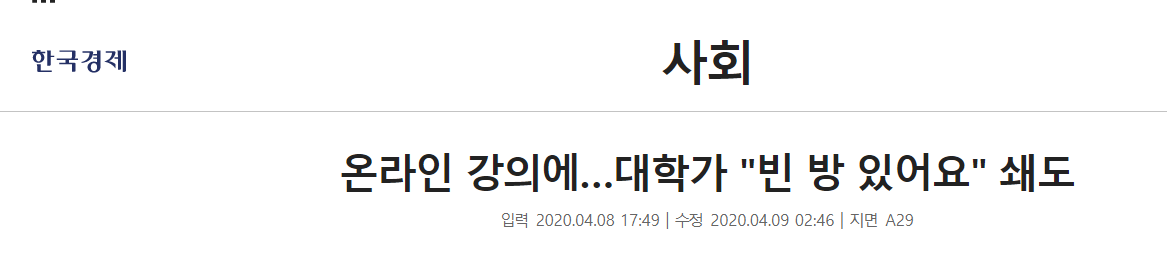 한국경제
사회
온라인 강의에…대학가 "빈 방 있어요" 쇄도
입력 2020.04.08 17:49 | 수정 2020.04.09 02:46 | 지면 A29